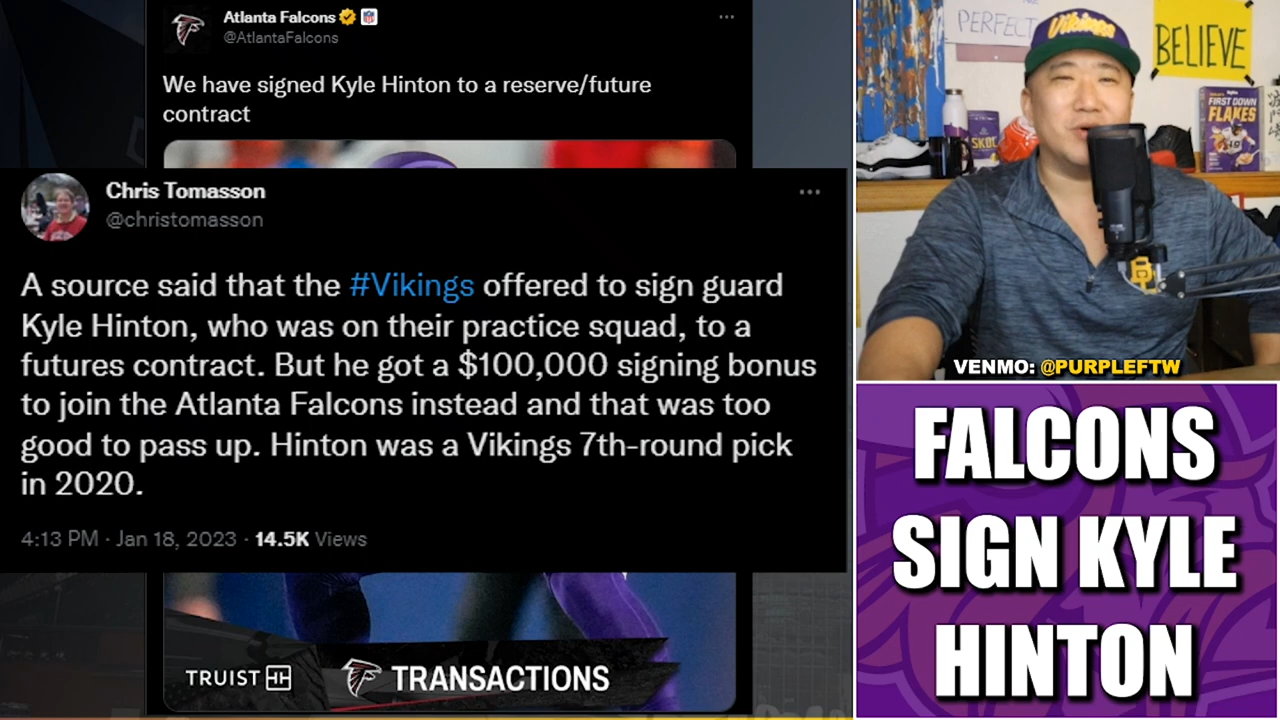 Atlanta Falcons
@AtlantaFalcons
We have signed Kyle Hinton to a reserve/future
contract
Chris Tomasson
@christomasson
A source said that the #Vikings offered to sign guard
Kyle Hinton, who was on their practice squad, to a
futures contract. But he got a $100,000 signing bonus
to join the Atlanta Falcons instead and that was too
good to pass up. Hinton was a Vikings 7th-round pick
in 2020.
4:13 PM · Jan 18, 2023 · 14.5K Views
TRUIST
TRANSACTIONS
PERFECT
Vikings
BELIEVE
SKOL
FIRST DOWN
FLAKES
VENMO: @PURPLEFTW
FALCONS
SIGN KYLE
HINTON